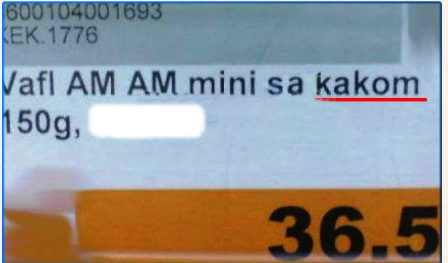 600104001693
KEK.1776
Vafl AM AM mini sa kakom
150g,
36.5